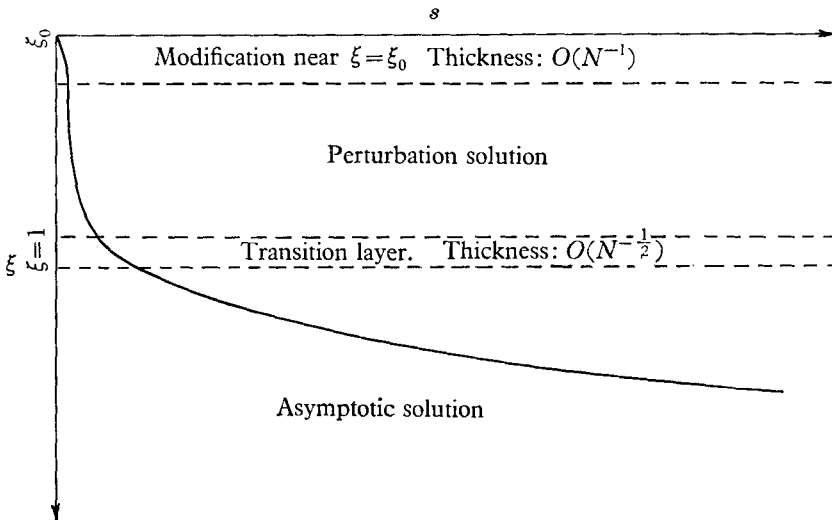 s
ξ₀
Modification near ξ=ξ₀ Thickness: O(N⁻¹)
Perturbation solution
ξ=1
Transition layer. Thickness: O(N^{-1/2})
ξ
Asymptotic solution